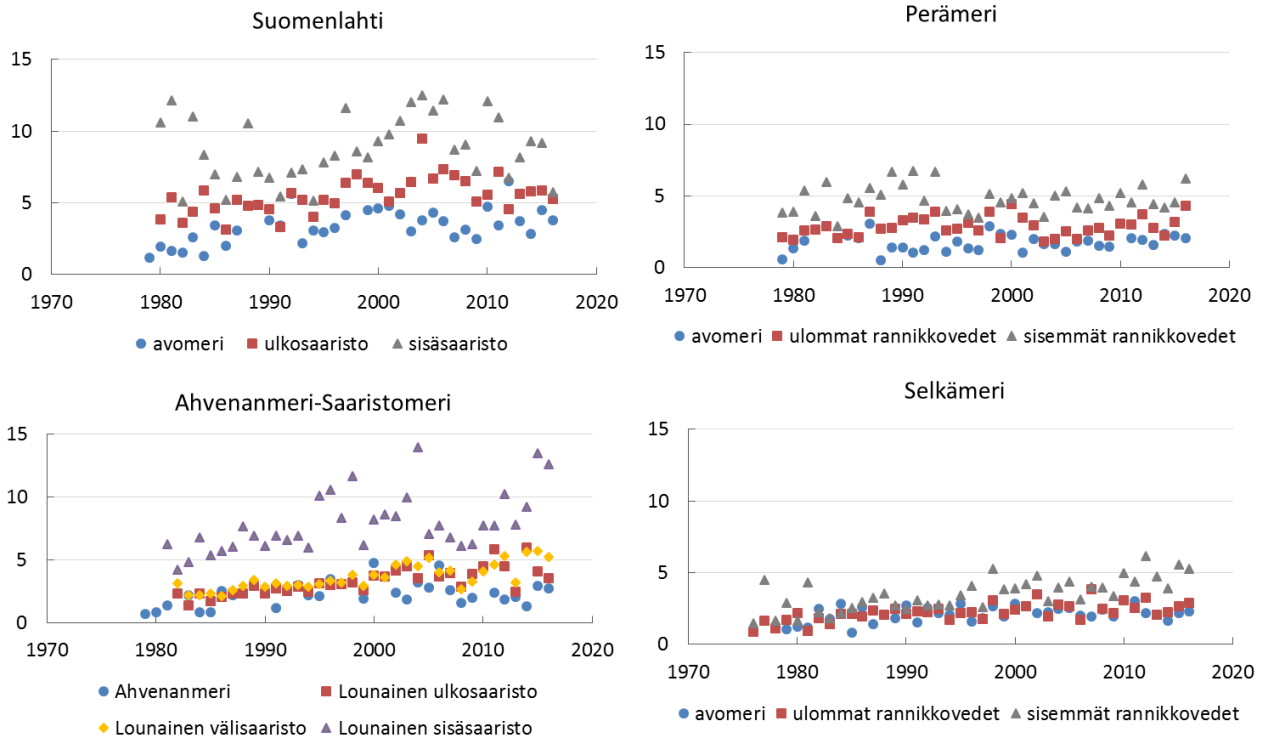 Suomenlahti
15
10
5
0
1970 1980 1990 2000 2010 2020
avomeri ulkosaaristo sisäsaaristo
Perämeri
15
10
5
0
1970 1980 1990 2000 2010 2020
avomeri ulommat rannikkovedet sisemmät rannikkovedet
Ahvenanmeri-Saaristomeri
15
10
5
0
1970 1980 1990 2000 2010 2020
Ahvenanmeri Lounainen ulkosaaristo
Lounainen välisaaristo Lounainen sisäsaaristo
Selkämeri
15
10
5
0
1970 1980 1990 2000 2010 2020
avomeri ulommat rannikkovedet sisemmät rannikkovedet